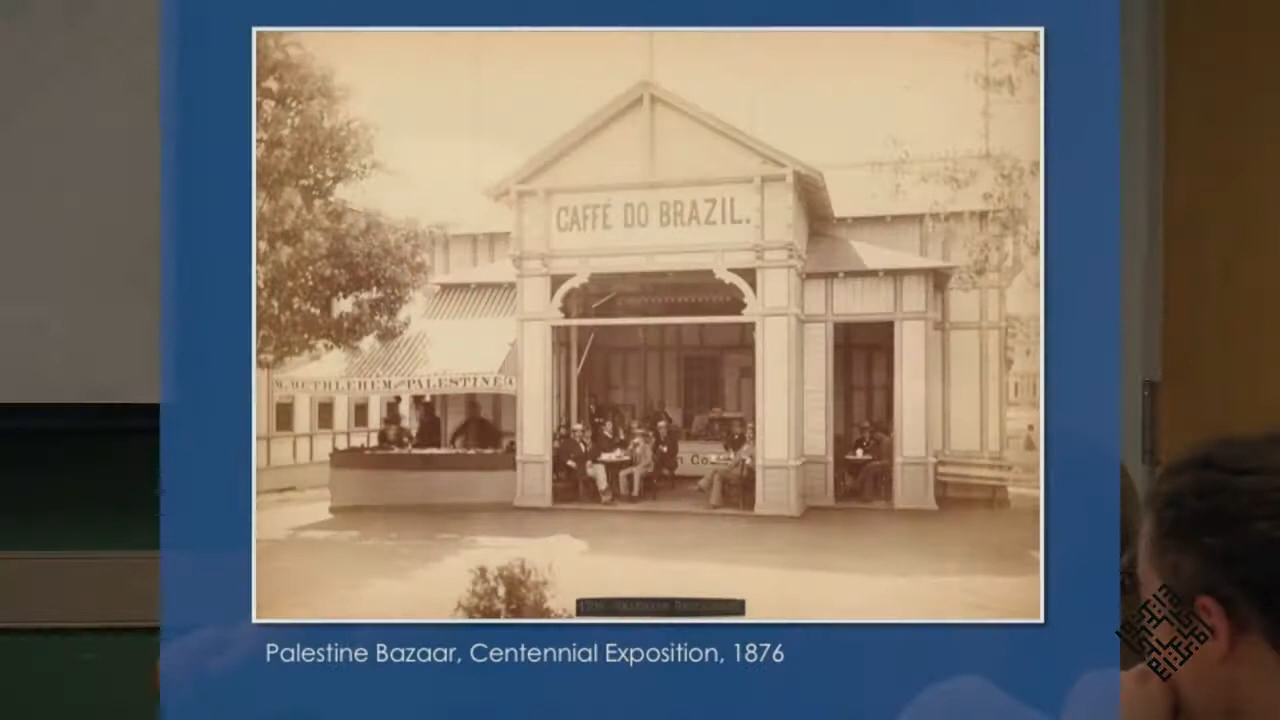 CAFFÉ DO BRAZIL.
BETHLEHEM PALESTINE
Palestine Bazaar, Centennial Exposition, 1876